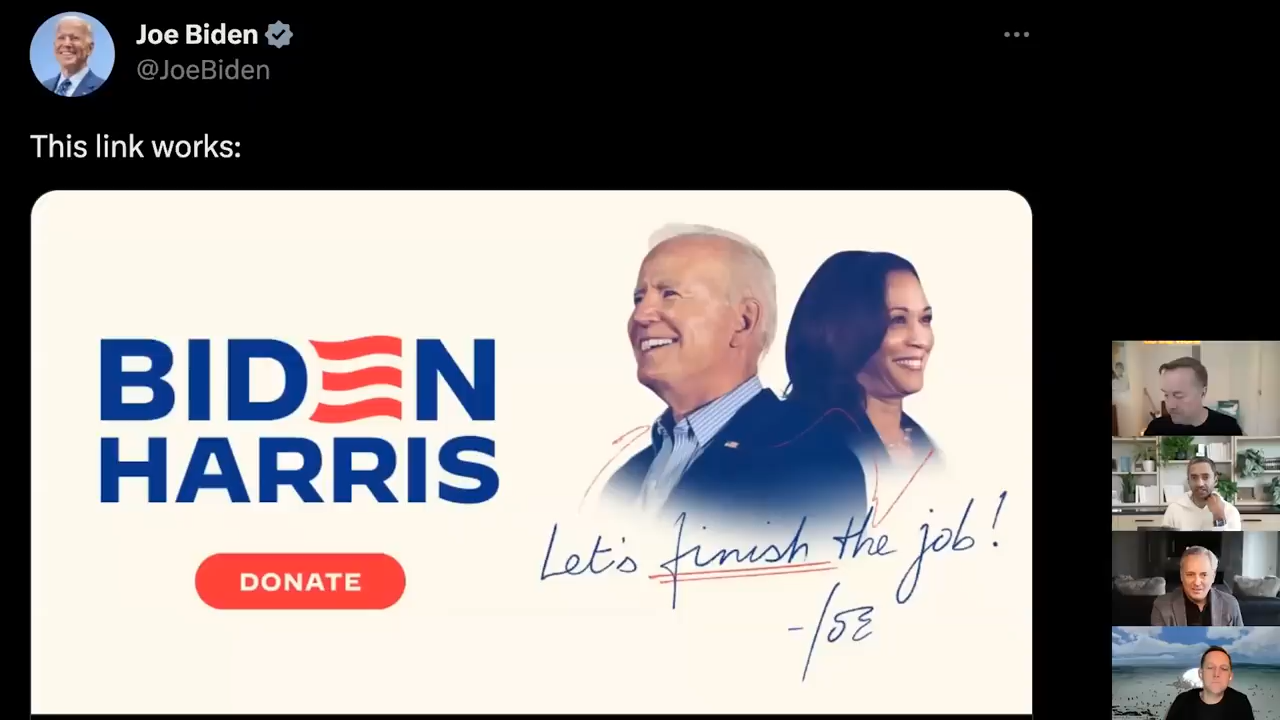 Joe Biden
@JoeBiden
This link works:
BIDEN
HARRIS
DONATE
Let's finish the job!
-JOE